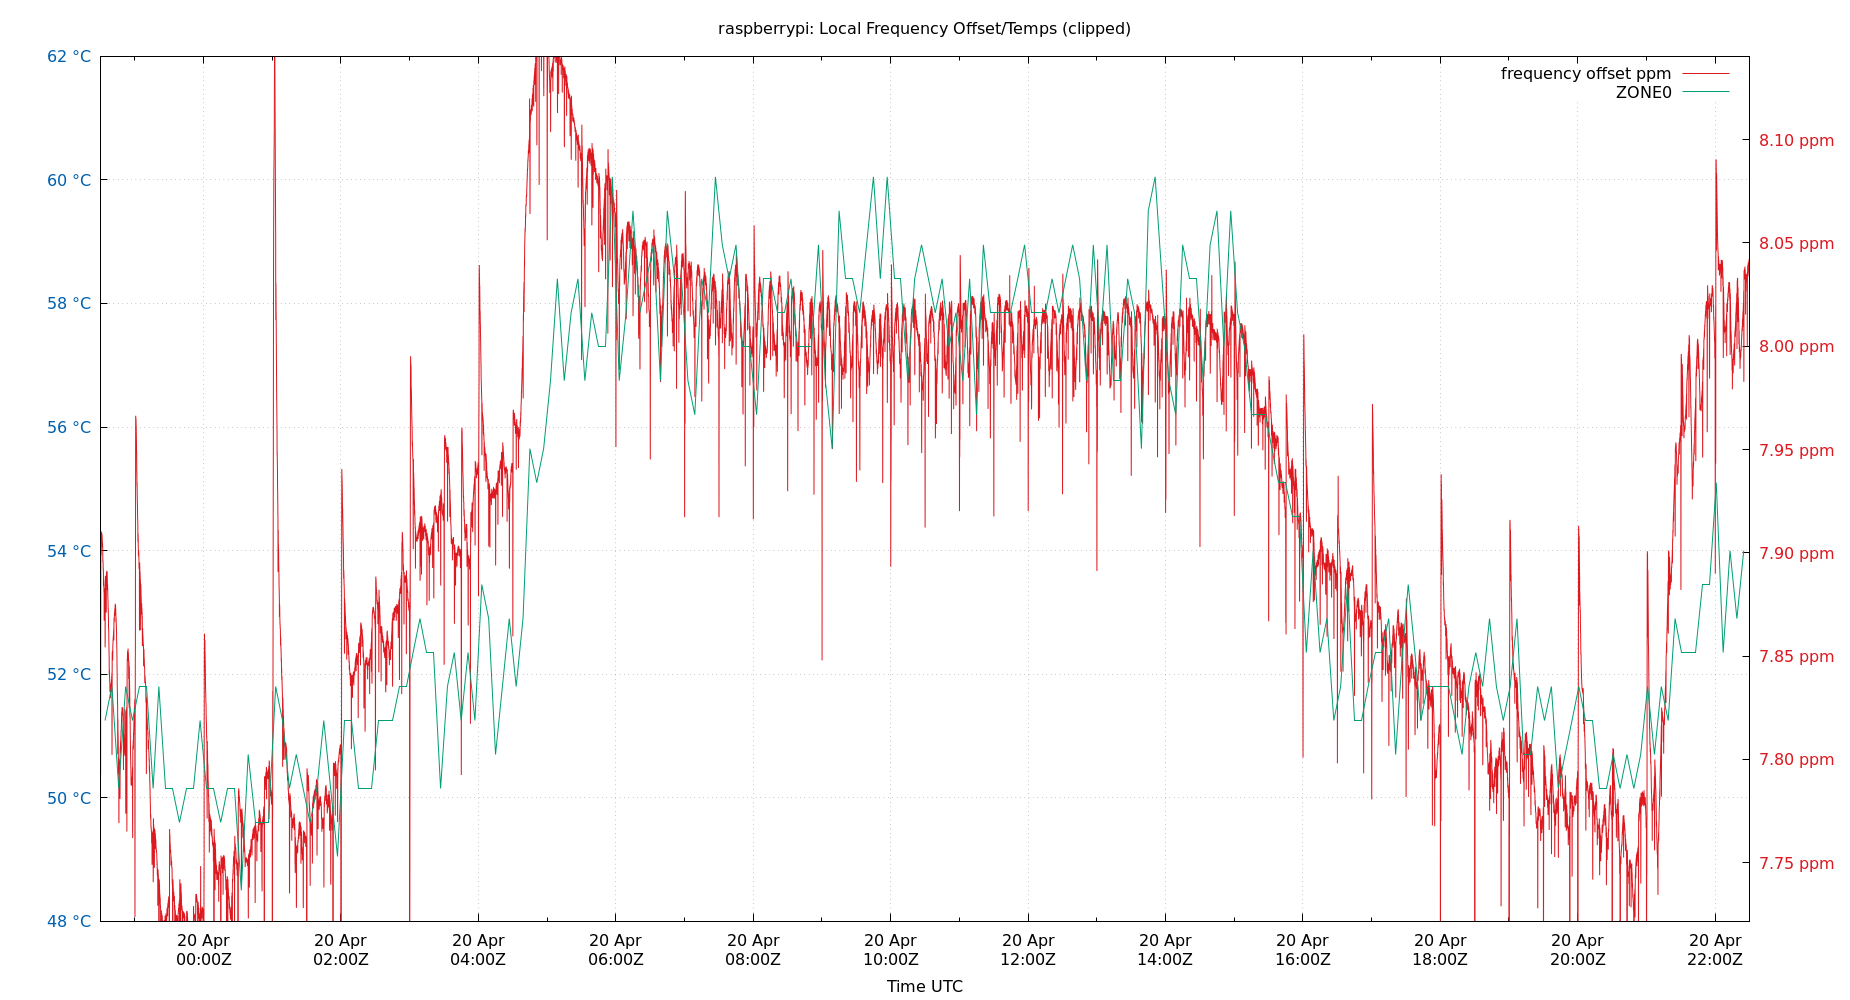 raspberrypi: Local Frequency Offset/Temps (clipped)
frequency offset ppm
ZONE0
62 °C
60 °C
58 °C
56 °C
54 °C
52 °C
50 °C
48 °C
8.10 ppm
8.05 ppm
8.00 ppm
7.95 ppm
7.90 ppm
7.85 ppm
7.80 ppm
7.75 ppm
20 Apr 20 Apr 20 Apr 20 Apr 20 Apr 20 Apr 20 Apr 20 Apr 20 Apr 20 Apr 20 Apr 20 Apr
00:00Z 02:00Z 04:00Z 06:00Z 08:00Z 10:00Z 12:00Z 14:00Z 16:00Z 18:00Z 20:00Z 22:00Z
Time UTC